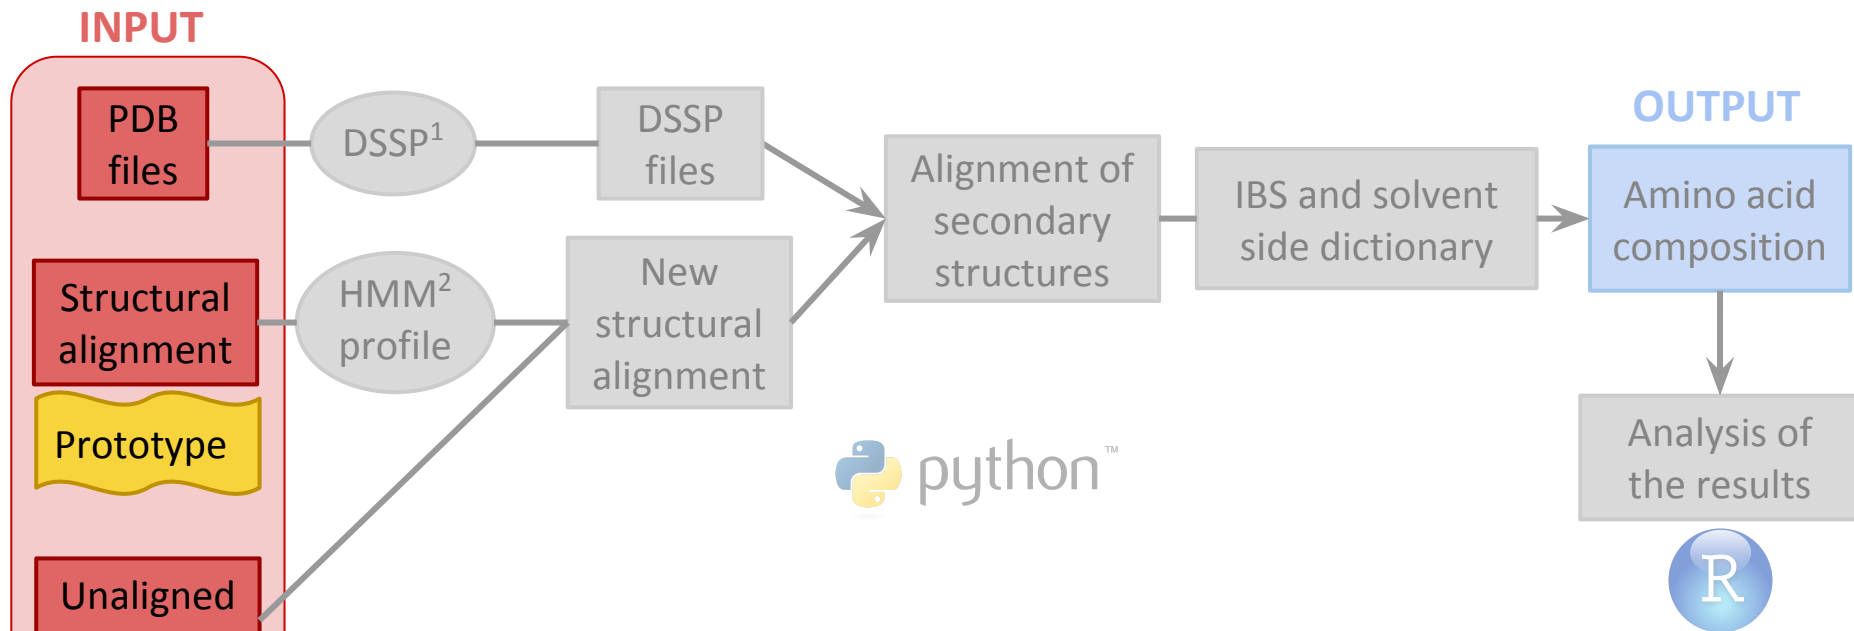 INPUT
PDB
files
DSSP¹
DSSP
files
Structural
alignment
HMM²
profile
New
structural
alignment
Prototype
Unaligned
Alignment of
secondary
structures
IBS and solvent
side dictionary
OUTPUT
Amino acid
composition
Analysis of
the results
python™
R